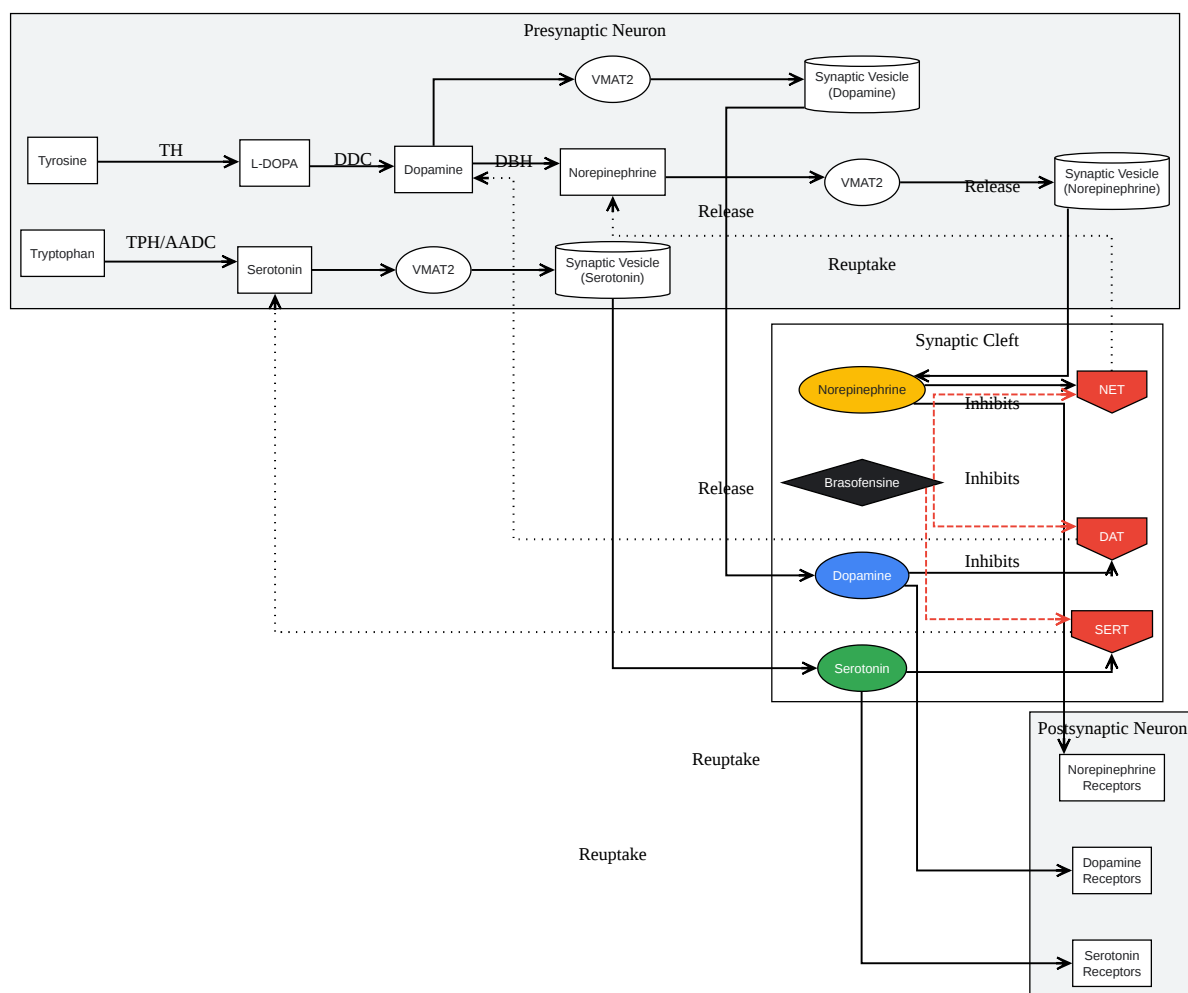 Presynaptic Neuron
VMAT2
Synaptic Vesicle
(Dopamine)
Tyrosine
TH
L-DOPA
DDC
Dopamine
DBH
Norepinephrine
VMAT2
Release
Synaptic Vesicle
(Norepinephrine)
Release
Tryptophan
TPH/AADC
Serotonin
VMAT2
Synaptic Vesicle
(Serotonin)
Reuptake
Synaptic Cleft
Norepinephrine
Inhibits
NET
Brasofensine
Inhibits
Release
DAT
Dopamine
Inhibits
SERT
Serotonin
Postsynaptic Neuron
Reuptake
Norepinephrine
Receptors
Reuptake
Dopamine
Receptors
Serotonin
Receptors